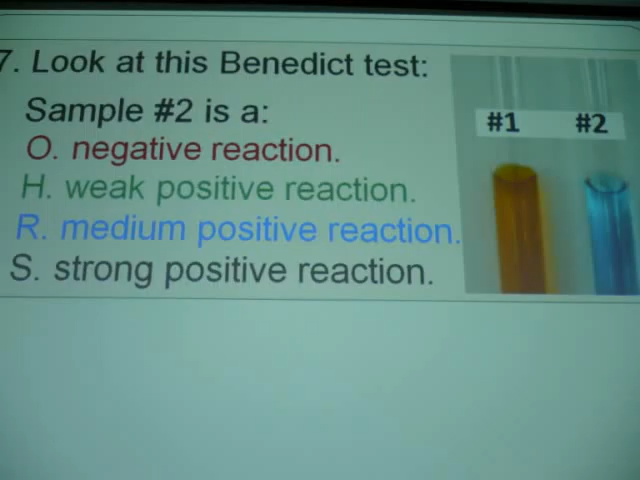 7. Look at this Benedict test:
Sample #2 is a:
O. negative reaction.
H. weak positive reaction.
R. medium positive reaction.
S. strong positive reaction.
#1 #2